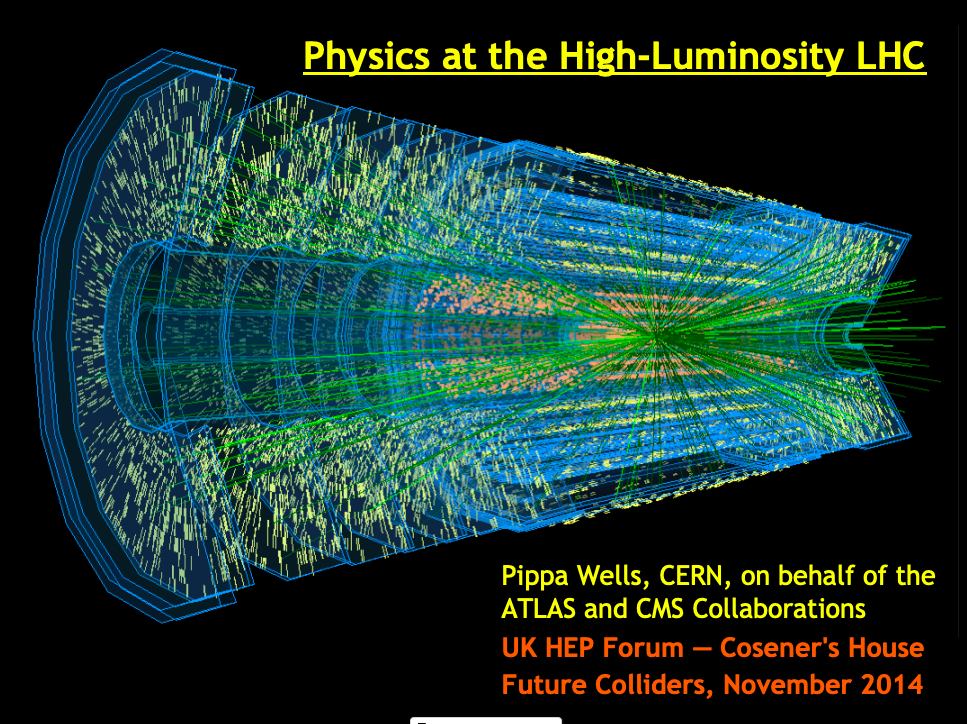 Physics at the High-Luminosity LHC
Pippa Wells, CERN, on behalf of the
ATLAS and CMS Collaborations
UK HEP Forum — Cosener's House
Future Colliders, November 2014